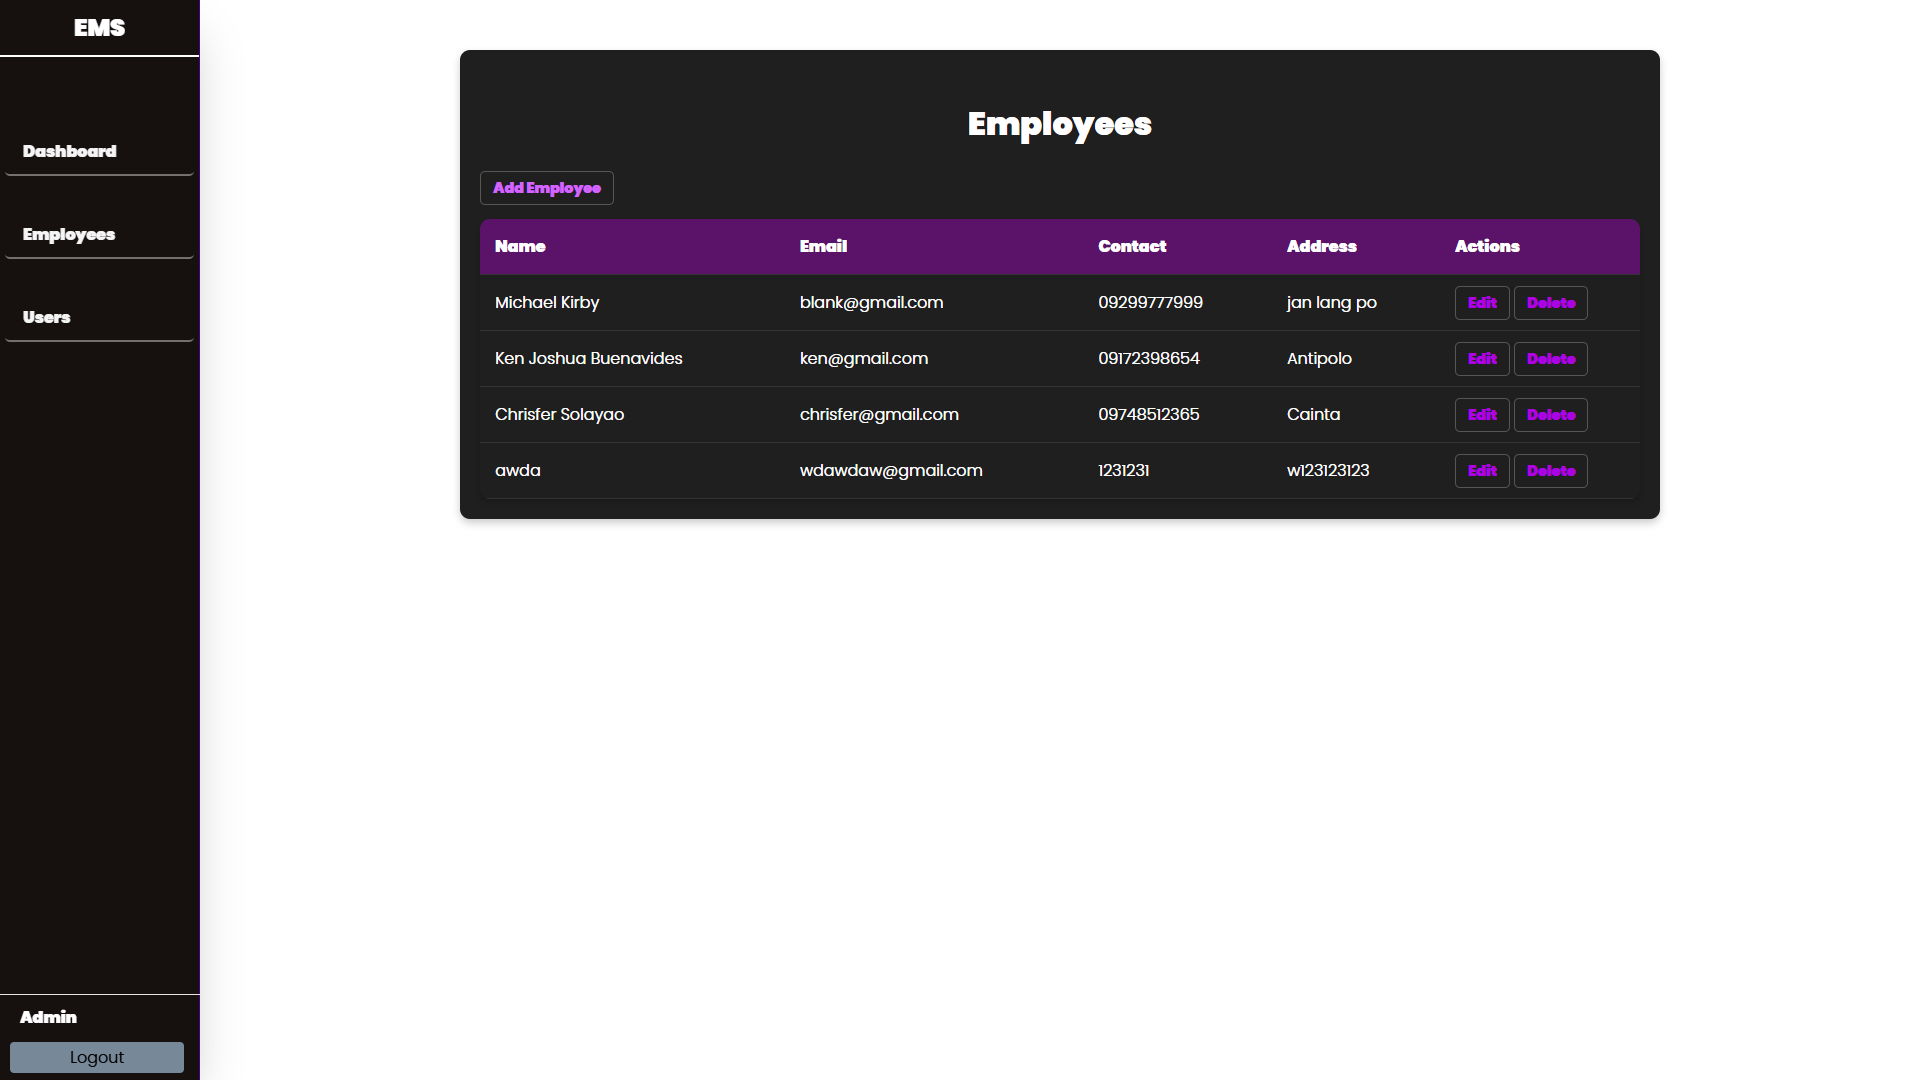 EMS
Dashboard
Employees
Users
Admin
Logout
Employees
Add Employee
Name Email Contact Address Actions
Michael Kirby blank@gmail.com 09299777999 jan lang po Edit Delete
Ken Joshua Buenavides ken@gmail.com 09172398654 Antipolo Edit Delete
Chrisfer Solayao chrisfer@gmail.com 09748512365 Cainta Edit Delete
awda wdawdaw@gmail.com 1231231 w123123123 Edit Delete